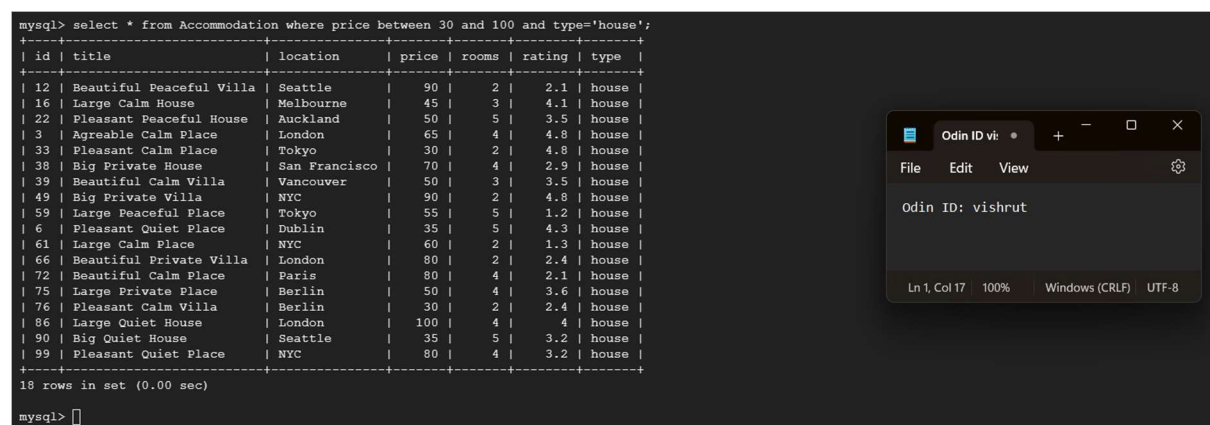 mysql> select * from Accommodation where price between 30 and 100 and type='house';
+----+--------------------------+---------------+-------+-------+--------+-------+
| id | title                    | location      | price | rooms | rating | type  |
+----+--------------------------+---------------+-------+-------+--------+-------+
| 12 | Beautiful Peaceful Villa | Seattle       |    90 |     2 |    2.1 | house |
| 16 | Large Calm House         | Melbourne     |    45 |     3 |    4.1 | house |
| 22 | Pleasant Peaceful House  | Auckland      |    50 |     5 |    3.5 | house |
| 3  | Agreable Calm Place      | London        |    65 |     4 |    4.8 | house |
| 33 | Pleasant Calm Place      | Tokyo         |    30 |     2 |    4.8 | house |
| 38 | Big Private House        | San Francisco |    70 |     4 |    2.9 | house |
| 39 | Beautiful Calm Villa     | Vancouver     |    50 |     3 |    3.5 | house |
| 49 | Big Private Villa        | NYC           |    90 |     2 |    4.8 | house |
| 59 | Large Peaceful Place     | Tokyo         |    55 |     5 |    1.2 | house |
| 6  | Pleasant Quiet Place     | Dublin        |    35 |     5 |    4.3 | house |
| 61 | Large Calm Place         | NYC           |    60 |     2 |    1.3 | house |
| 66 | Beautiful Private Villa  | London        |    80 |     2 |    2.4 | house |
| 72 | Beautiful Calm Place     | Paris         |    80 |     4 |    2.1 | house |
| 75 | Large Private Place      | Berlin        |    50 |     4 |    3.6 | house |
| 76 | Pleasant Calm Villa      | Berlin        |    30 |     2 |    2.4 | house |
| 86 | Large Quiet House        | London        |   100 |     4 |      4 | house |
| 90 | Big Quiet House          | Seattle       |    35 |     5 |    3.2 | house |
| 99 | Pleasant Quiet Place     | NYC           |    80 |     4 |    3.2 | house |
+----+--------------------------+---------------+-------+-------+--------+-------+
18 rows in set (0.00 sec)
mysql>
Odin ID vis
File Edit View
Odin ID: vishrut
Ln 1, Col 17 100% Windows (CRLF) UTF-8